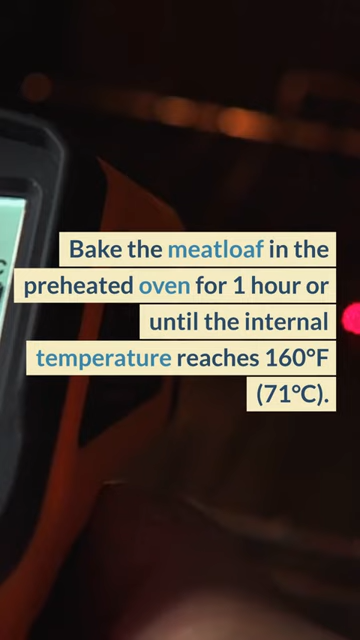 Bake the meatloaf in the
preheated oven for 1 hour or
until the internal
temperature reaches 160°F
(71°C).